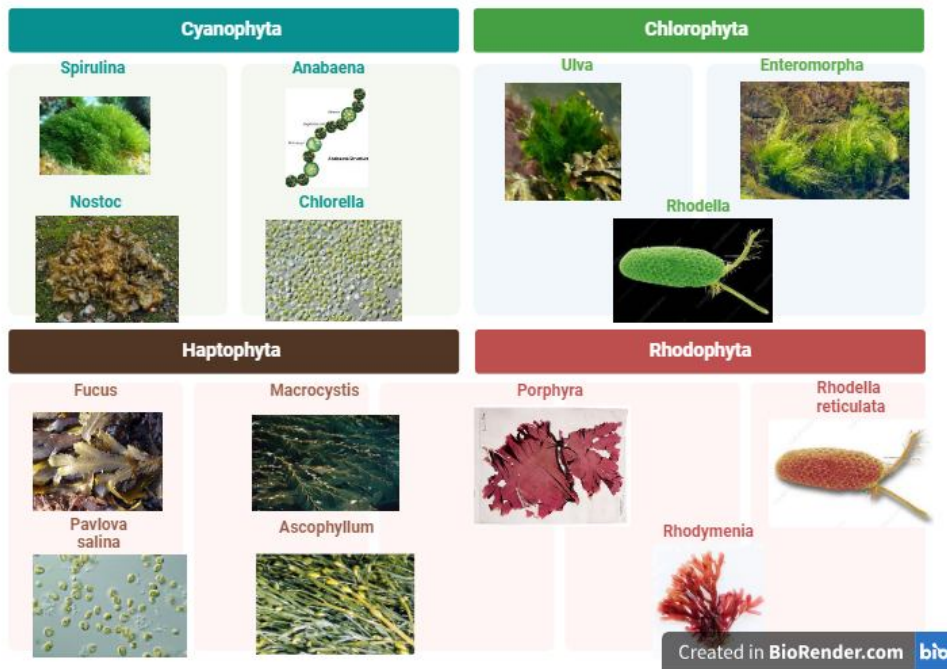 Cyanophyta
Chlorophyta
Spirulina
Anabaena
Ulva
Enteromorpha
Nostoc
Chlorella
Rhodella
Haptophyta
Rhodophyta
Fucus
Macrocystis
Porphyra
Rhodella
reticulata
Pavlova
salina
Ascophyllum
Rhodymenia
Created in BioRender.com
bio